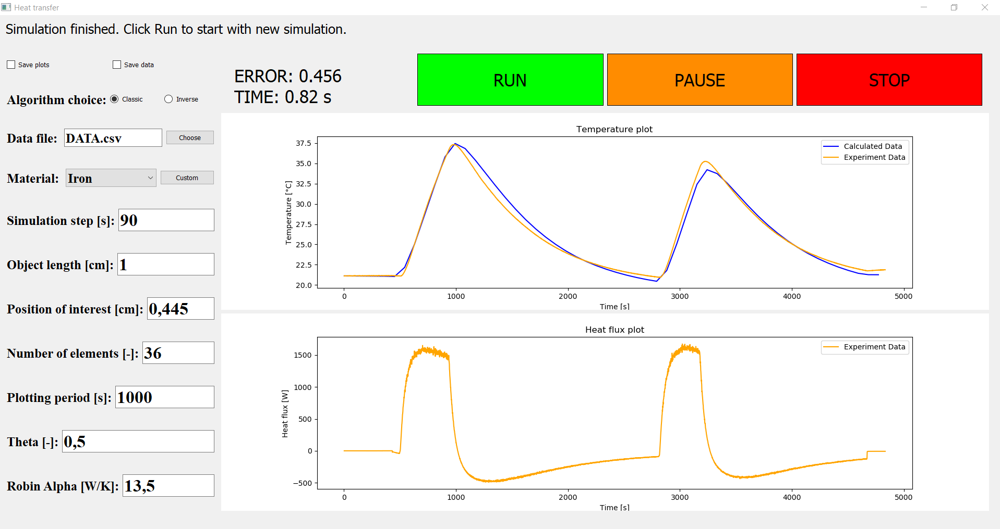 Heat transfer
Simulation finished. Click Run to start with new simulation.
Save plots
Save data
ERROR: 0.456
TIME: 0.82 s
RUN
PAUSE
STOP
Algorithm choice:
Classic
Inverse
Data file:
DATA.csv
Choose
Material:
Iron
Custom
Simulation step [s]:
90
Object length [cm]:
1
Position of interest [cm]:
0,445
Number of elements [-]:
36
Plotting period [s]:
1000
Theta [-]:
0,5
Robin Alpha [W/K]:
13,5
Temperature plot
Calculated Data
Experiment Data
Temperature [°C]
37.5
35.0
32.5
30.0
27.5
25.0
22.5
20.0
0
1000
2000
3000
4000
5000
Time [s]
Heat flux plot
Experiment Data
Heat flux [W]
1500
1000
500
0
−500
0
1000
2000
3000
4000
5000
Time [s]